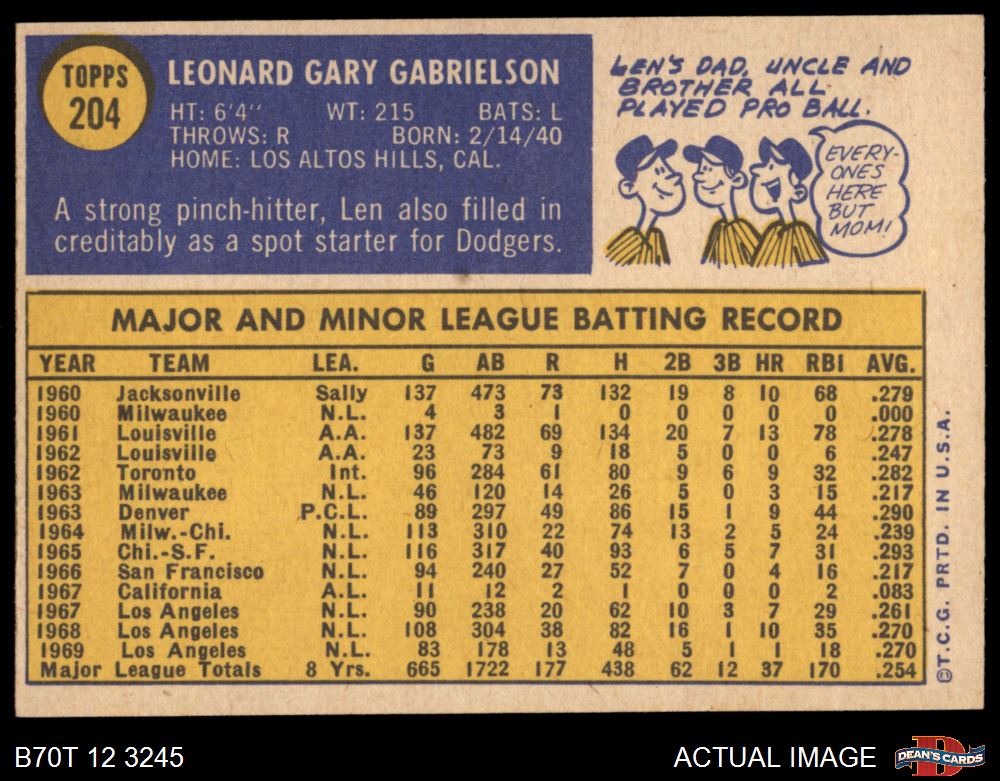 TOPPS
204
LEONARD GARY GABRIELSON
HT: 6'4" WT: 215 BATS: L
THROWS: R BORN: 2/14/40
HOME: LOS ALTOS HILLS, CAL.
A strong pinch-hitter, Len also filled in
creditably as a spot starter for Dodgers.
LEN'S DAD, UNCLE AND
BROTHER ALL
PLAYED PRO BALL.
EVERY-
ONES
HERE
BUT
MOM!
MAJOR AND MINOR LEAGUE BATTING RECORD
YEAR TEAM LEA. G AB R H 2B 3B HR RBI AVG.
1960 Jacksonville Sally 137 473 73 132 19 8 10 68 .279
1960 Milwaukee N.L. 4 3 1 0 0 0 0 0 .000
1961 Louisville A.A. 137 482 69 134 20 7 13 78 .278
1962 Louisville A.A. 23 73 9 18 5 0 0 6 .247
1962 Toronto Int. 96 284 61 80 9 6 9 32 .282
1963 Milwaukee N.L. 46 120 14 26 5 0 3 15 .217
1963 Denver P.C.L. 89 297 49 86 15 1 9 44 .290
1964 Milw.-Chi. N.L. 113 310 22 74 13 2 5 24 .239
1965 Chi.-S.F. N.L. 116 317 40 93 6 5 7 31 .293
1966 San Francisco N.L. 94 240 27 52 7 0 4 16 .217
1967 California A.L. 11 12 2 1 0 0 0 2 .083
1967 Los Angeles N.L. 90 238 20 62 10 3 7 29 .261
1968 Los Angeles N.L. 108 304 38 82 16 1 10 35 .270
1969 Los Angeles N.L. 83 178 13 48 5 1 1 18 .270
Major League Totals 8 Yrs. 665 1722 177 438 62 12 37 170 .254
©T.C.G. PRTD. IN U.S.A.
B70T 12 3245
ACTUAL IMAGE
DEAN'S CARDS